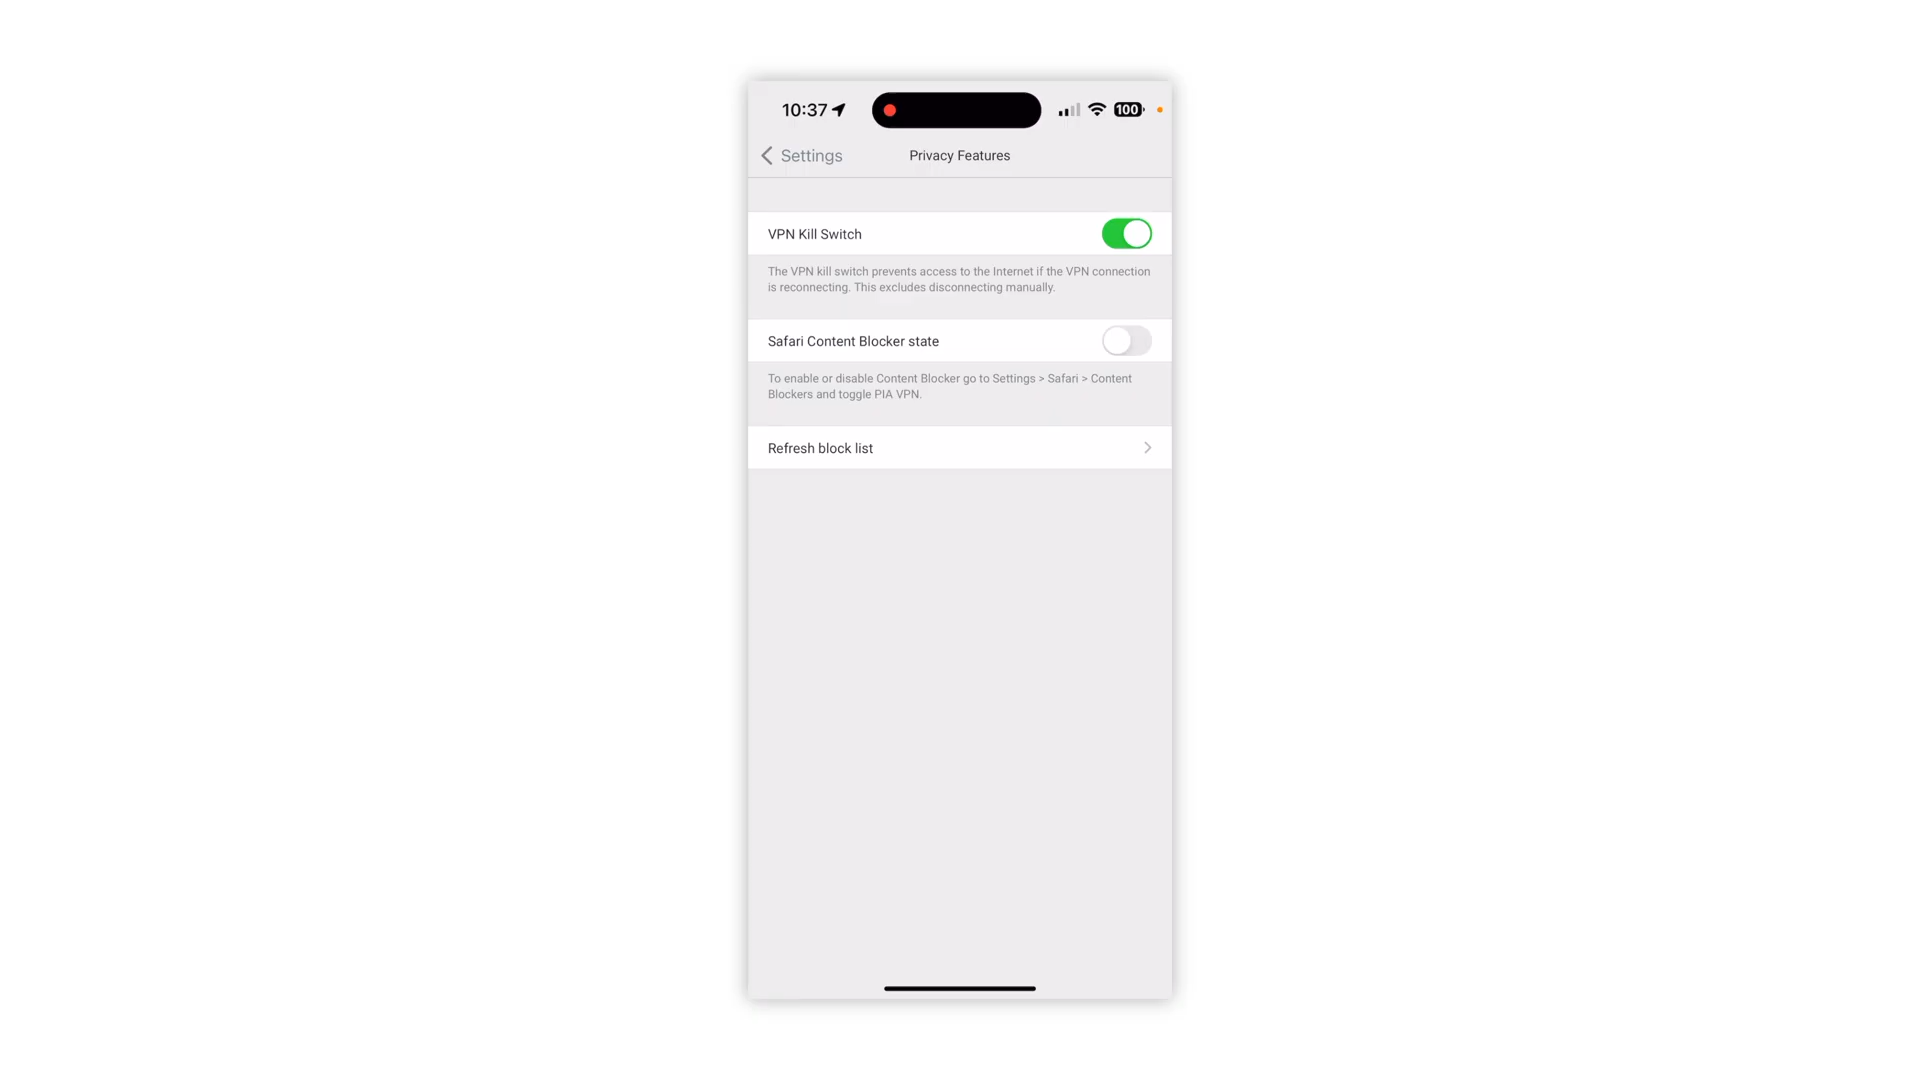 10:37
100
Settings
Privacy Features
VPN Kill Switch
The VPN kill switch prevents access to the Internet if the VPN connection
is reconnecting. This excludes disconnecting manually.
Safari Content Blocker state
To enable or disable Content Blocker go to Settings > Safari > Content
Blockers and toggle PIA VPN.
Refresh block list